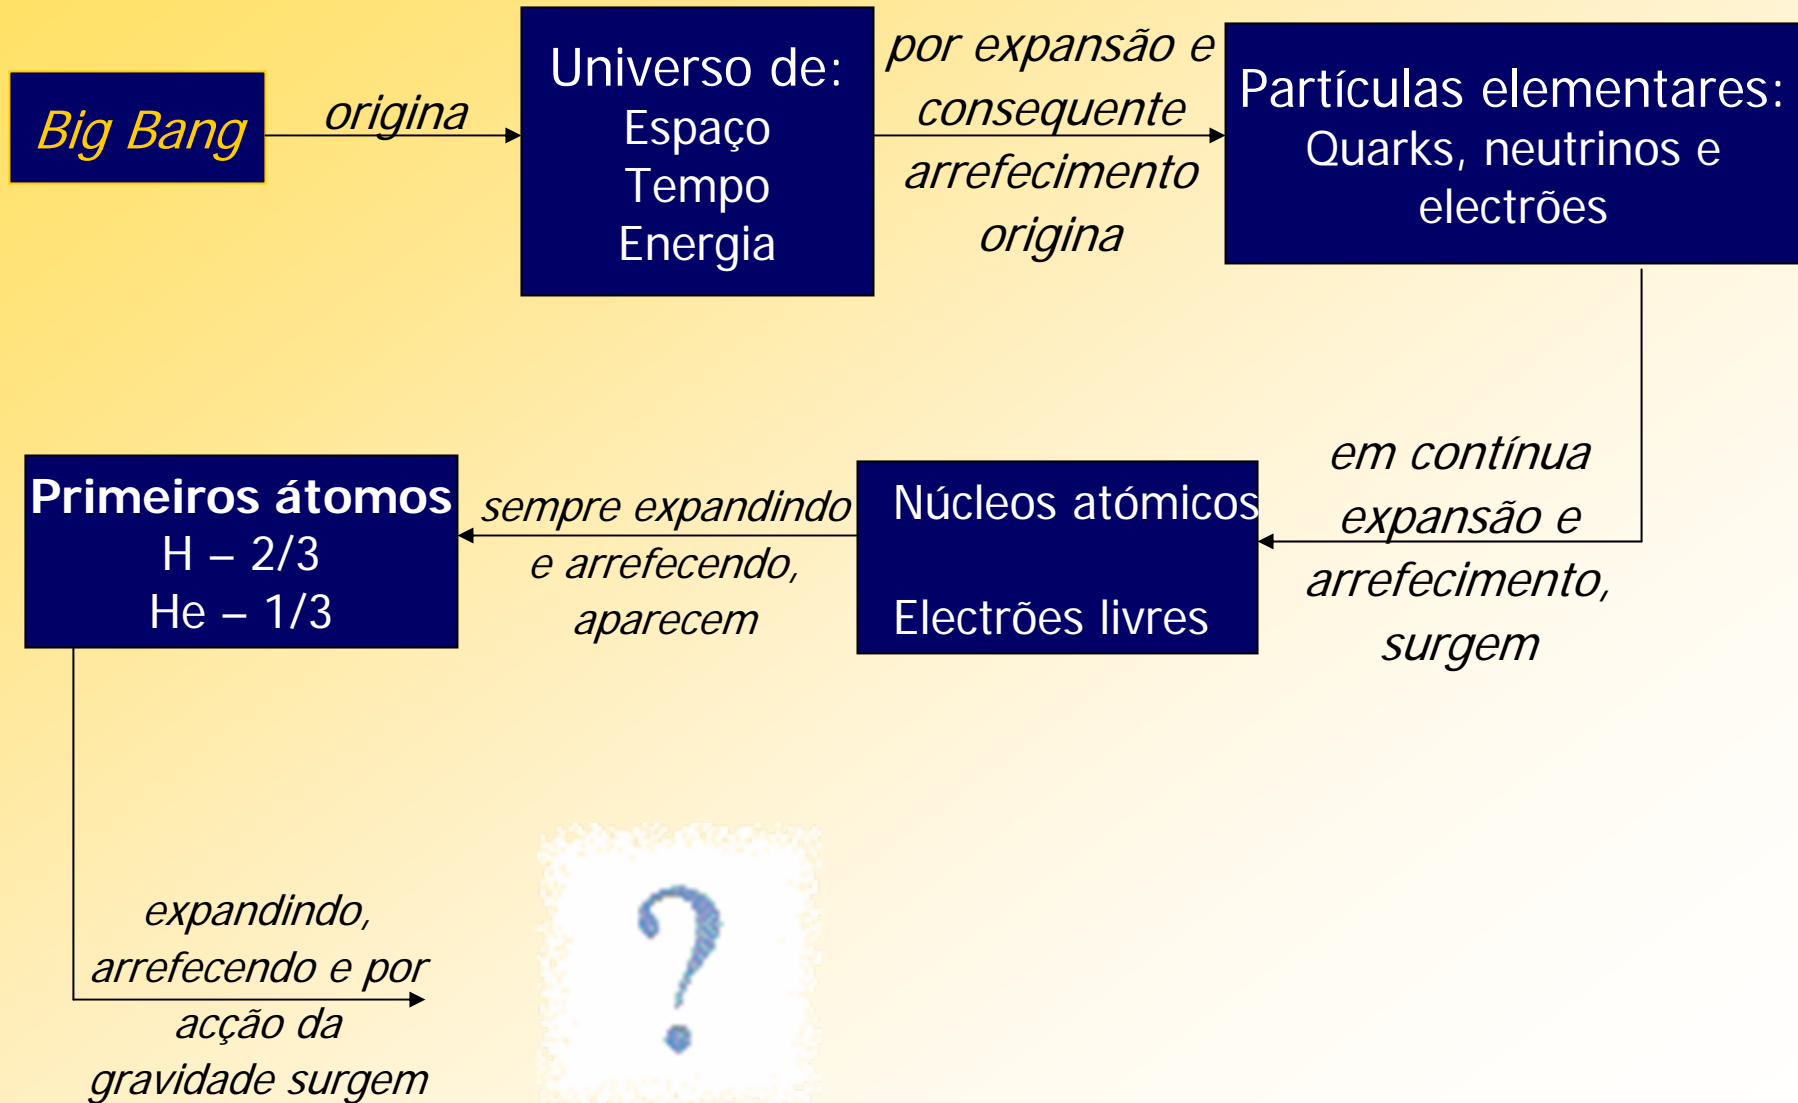 Big Bang
origina
Universo de:
Espaço
Tempo
Energia
por expansão e
consequente
arrefecimento
origina
Partículas elementares:
Quarks, neutrinos e
electrões
em contínua
expansão e
arrefecimento,
surgem
Núcleos atómicos
Electrões livres
sempre expandindo
e arrefecendo,
aparecem
Primeiros átomos
H – 2/3
He – 1/3
expandindo,
arrefecendo e por
acção da
gravidade surgem
?